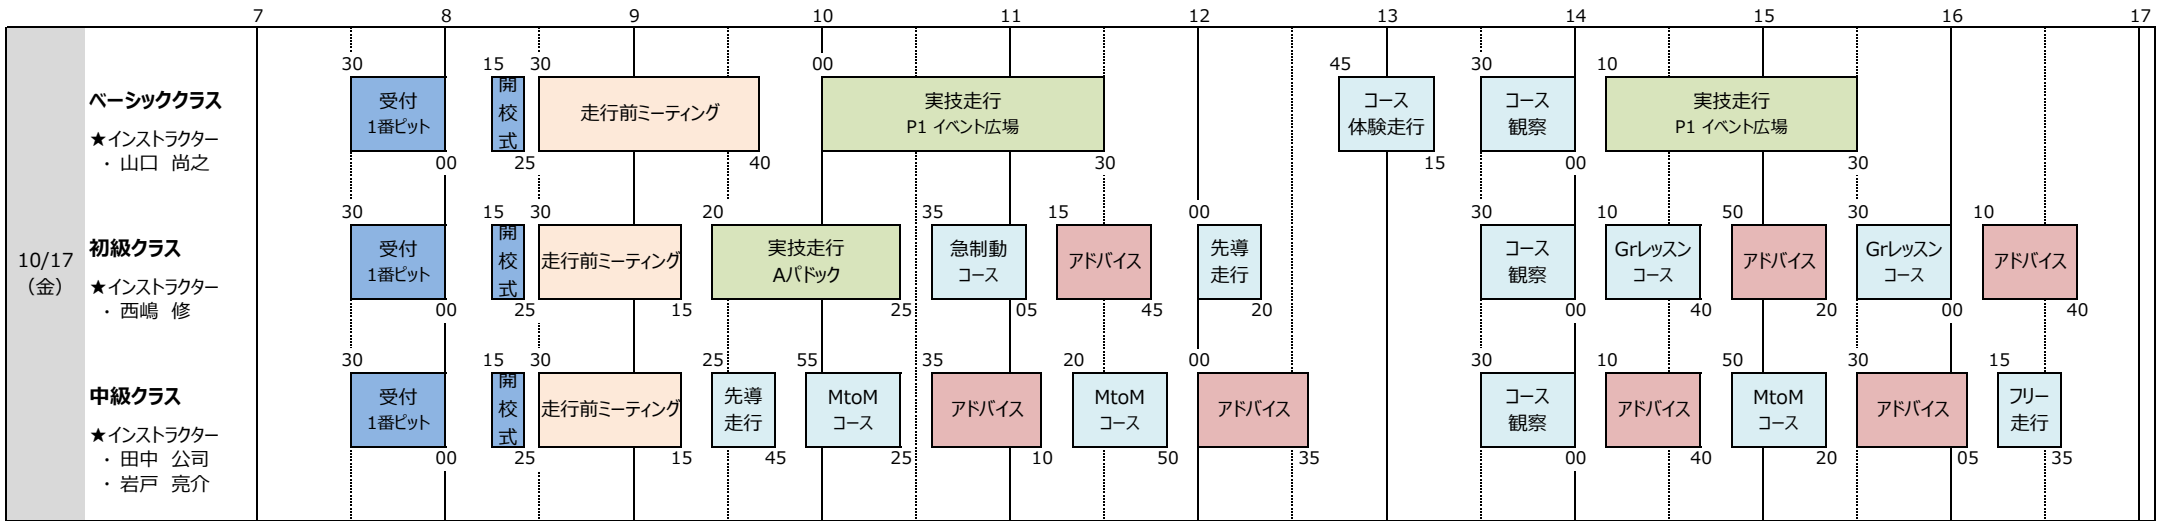 7 8 9 10 11 12 13 14 15 16 17
10/17
（金）
ベーシッククラス
★インストラクター
・ 山口　尚之
30 15 30 00 45 30 10
受付
1番ピット
開
校
式
走行前ミーティング
実技走行
P1 イベント広場
コース
体験走行
コース
観察
実技走行
P1 イベント広場
00 25 40 30 15 00 30
初級クラス
★インストラクター
・ 西嶋　修
30 15 30 20 35 15 00 30 10 50 30 10
受付
1番ピット
開
校
式
走行前ミーティング
実技走行
Aパドック
急制動
コース
アドバイス
先導
走行
コース
観察
Grレッスン
コース
アドバイス
Grレッスン
コース
アドバイス
00 25 15 25 05 45 20 00 40 20 00 40
中級クラス
★インストラクター
・ 田中　公司
・ 岩戸　亮介
30 15 30 25 55 35 20 00 30 10 50 30 15
受付
1番ピット
開
校
式
走行前ミーティング
先導
走行
MtoM
コース
アドバイス
MtoM
コース
アドバイス
コース
観察
アドバイス
MtoM
コース
アドバイス
フリー
走行
00 25 15 45 25 10 50 35 00 40 20 05 35